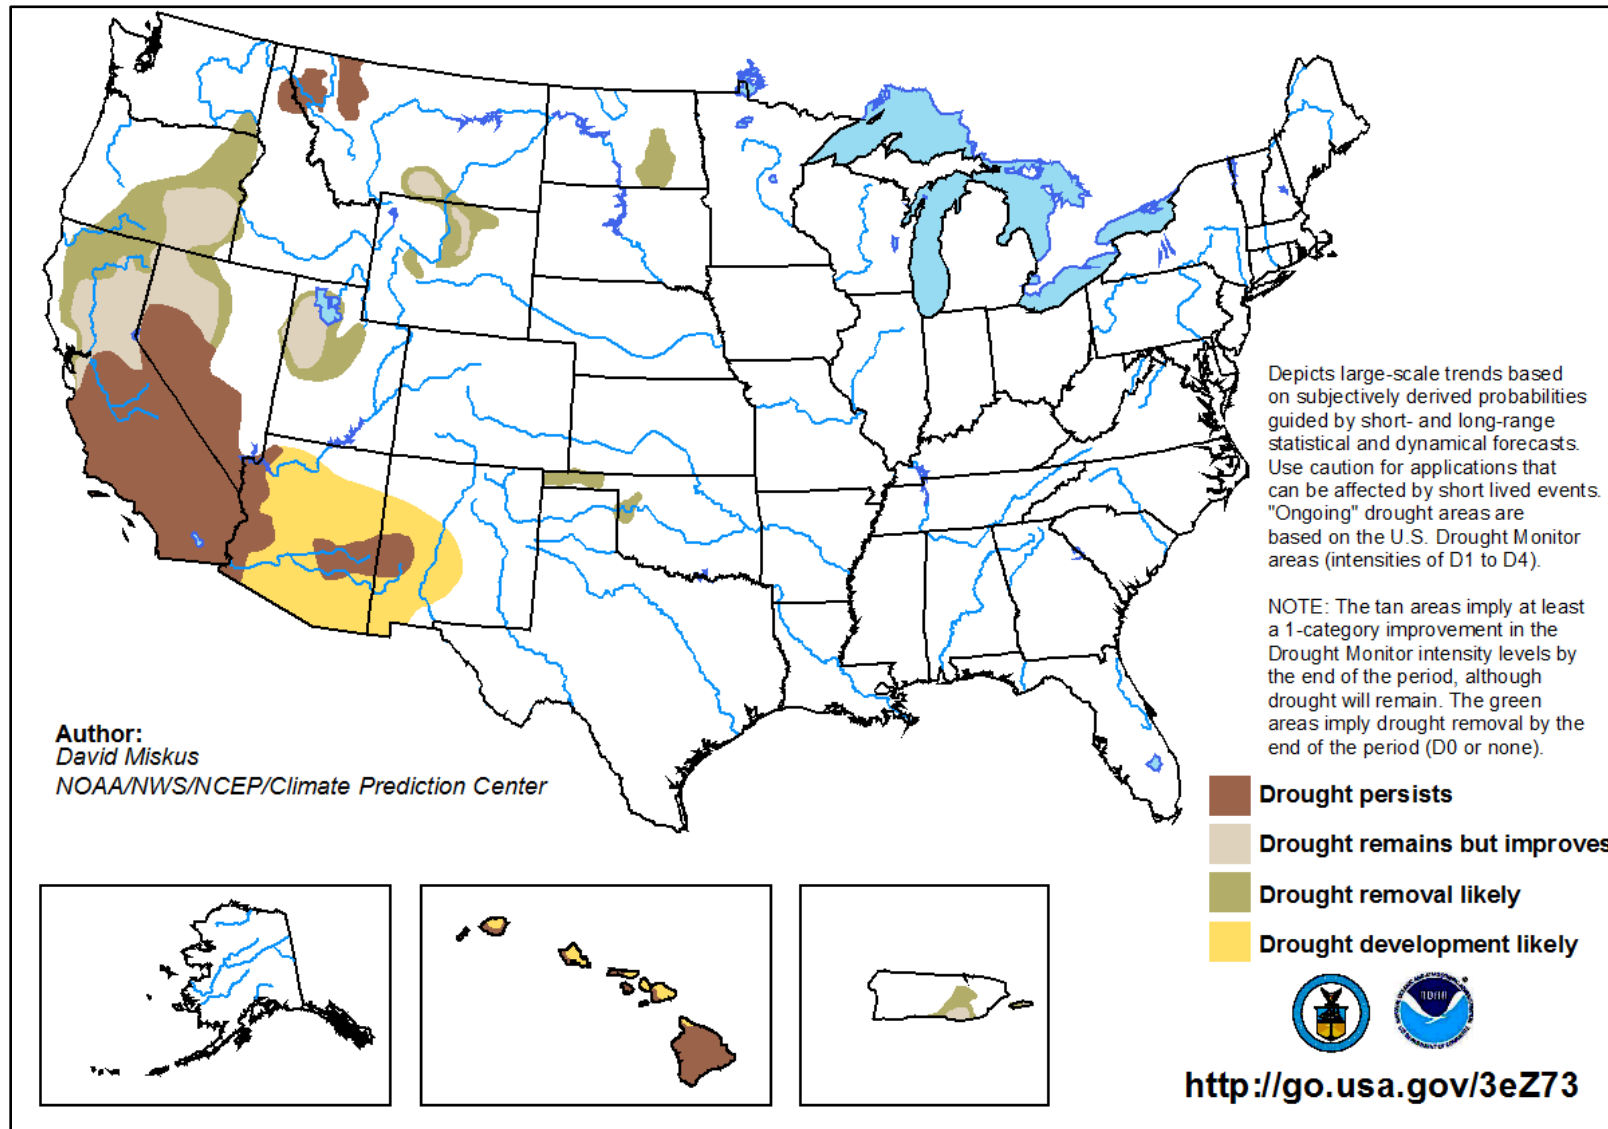 Depicts large-scale trends based
on subjectively derived probabilities
guided by short- and long-range
statistical and dynamical forecasts.
Use caution for applications that
can be affected by short lived events.
"Ongoing" drought areas are
based on the U.S. Drought Monitor
areas (intensities of D1 to D4).
NOTE: The tan areas imply at least
a 1-category improvement in the
Drought Monitor intensity levels by
the end of the period, although
drought will remain. The green
areas imply drought removal by the
end of the period (D0 or none).
Author:
David Miskus
NOAA/NWS/NCEP/Climate Prediction Center
Drought persists
Drought remains but improves
Drought removal likely
Drought development likely
http://go.usa.gov/3eZ73